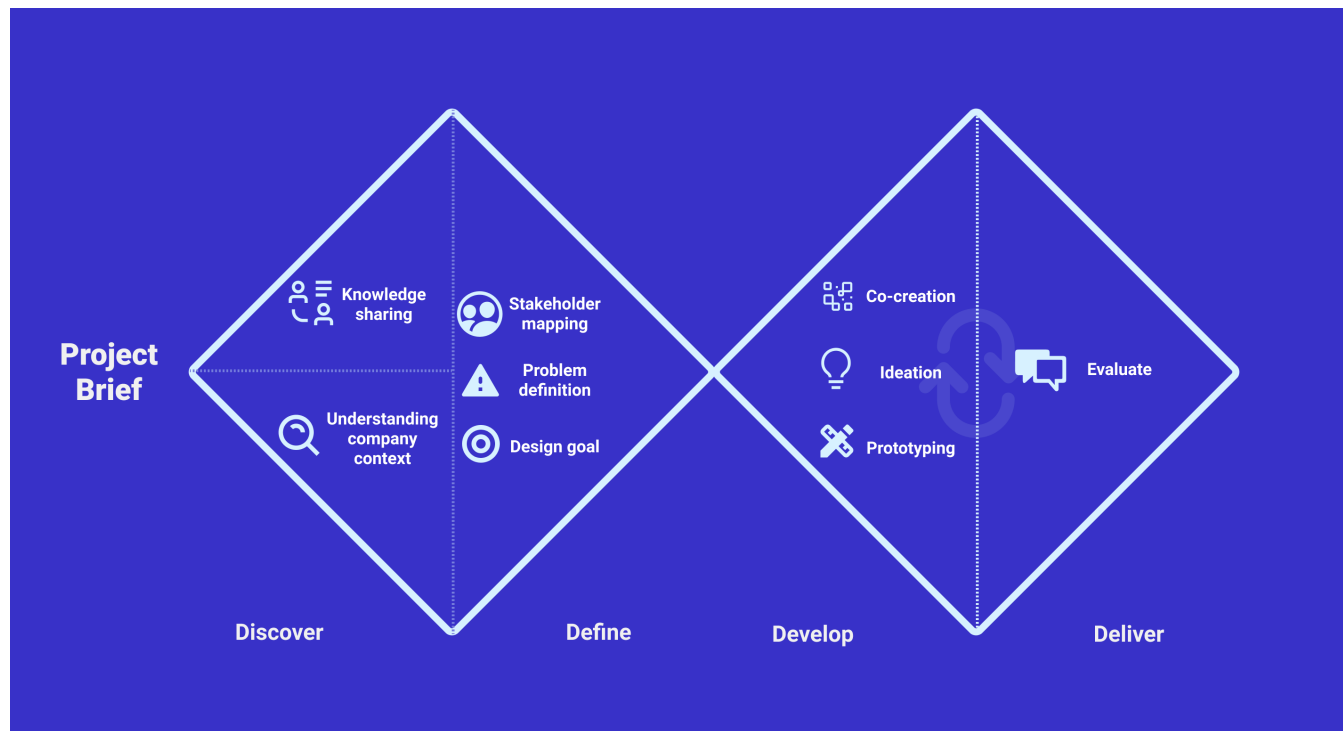 Project
Brief
Knowledge
sharing
Understanding
company
context
Stakeholder
mapping
Problem
definition
Design goal
Co-creation
Ideation
Prototyping
Evaluate
Discover
Define
Develop
Deliver